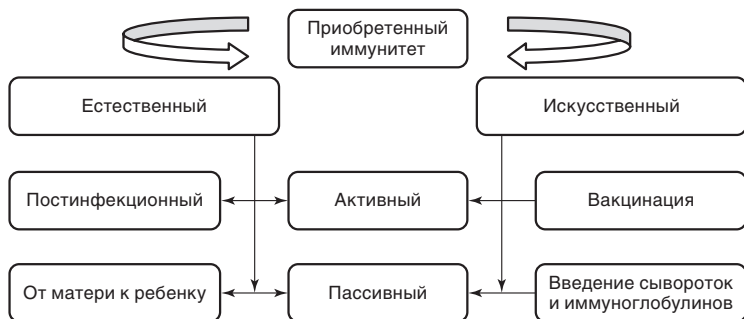 Приобретенный
иммунитет
Естественный
Искусственный
Постинфекционный
Активный
Вакцинация
От матери к ребенку
Пассивный
Введение сывороток
и иммуноглобулинов